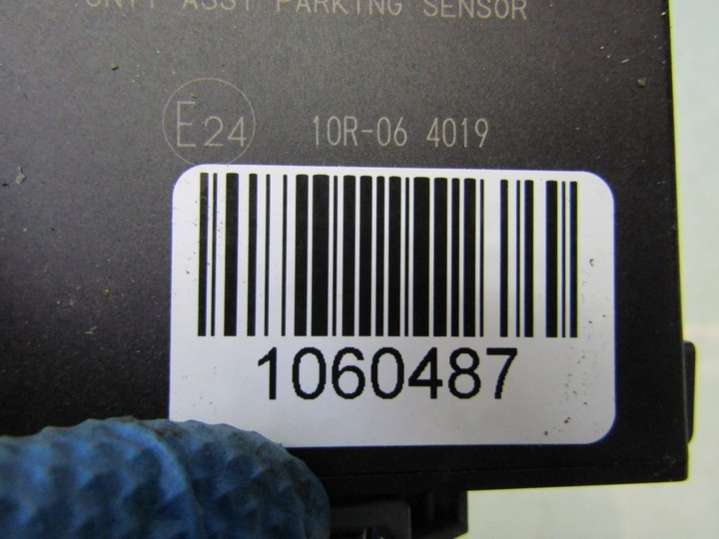 UNIT ASSY PARKING SENSOR
E24 10R-06 4019
1060487